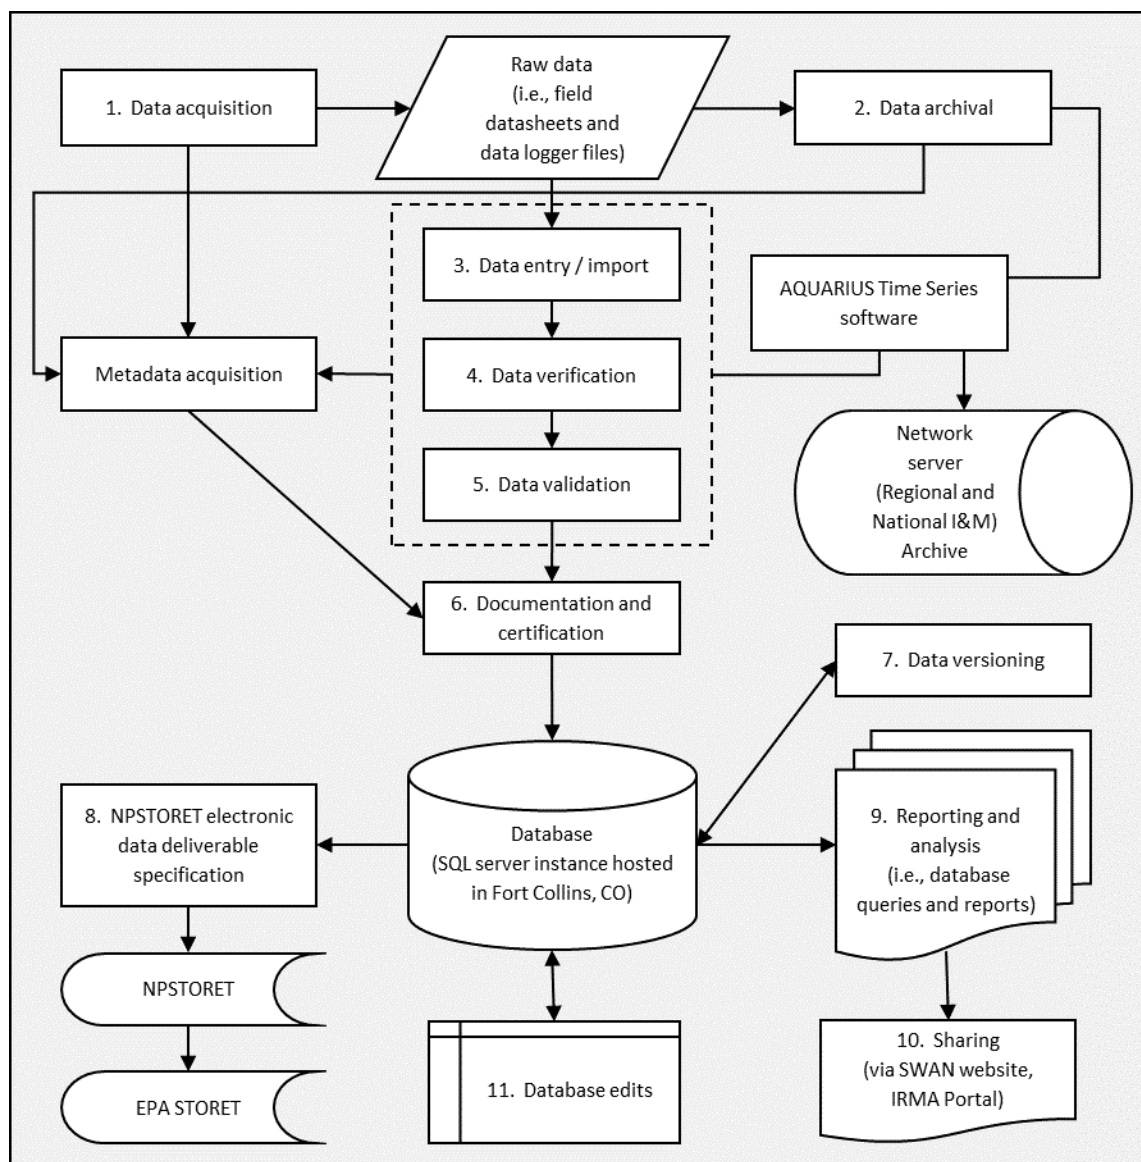 1. Data acquisition
Raw data
(i.e., field
datasheets and
data logger files)
2. Data archival
3. Data entry / import
AQUARIUS Time Series
software
Metadata acquisition
4. Data verification
5. Data validation
Network
server
(Regional and
National I&M)
Archive
6. Documentation and
certification
7. Data versioning
8. NPSTORET electronic
data deliverable
specification
Database
(SQL server instance hosted
in Fort Collins, CO)
9. Reporting and
analysis
(i.e., database
queries and reports)
NPSTORET
EPA STORET
11. Database edits
10. Sharing
(via SWAN website,
IRMA Portal)